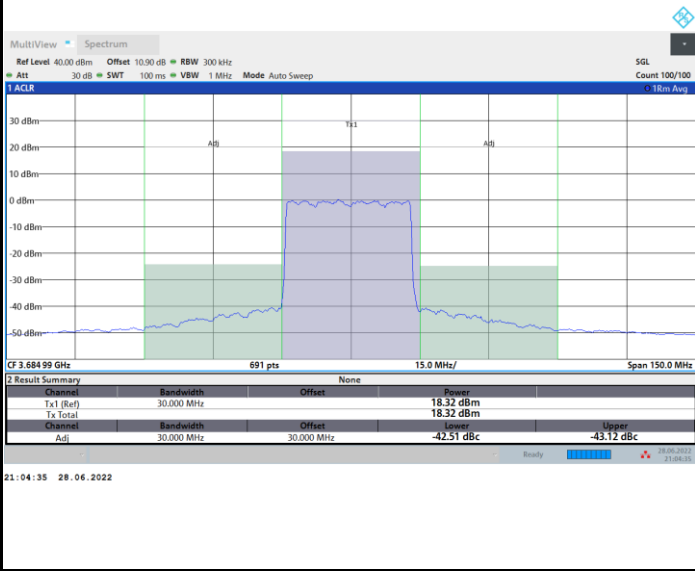 MultiView Spectrum
Ref Level 40.00 dBm Offset 10.90 dB RBW 300 kHz SGL
Att 30 dB SWT 100 ms VBW 1 MHz Mode Auto Sweep Count 100/100
1 ACLR 1Rm Avg
30 dBm
Tx1
20 dBm
Adj Adj
10 dBm
0 dBm
-10 dBm
-20 dBm
-30 dBm
-40 dBm
-50 dBm
CF 3.684 99 GHz 691 pts 15.0 MHz/ Span 150.0 MHz
2 Result Summary None
Channel Bandwidth Offset Power
Tx1 (Ref) 30.000 MHz 18.32 dBm
Tx Total 18.32 dBm
Channel Bandwidth Offset Lower Upper
Adj 30.000 MHz 30.000 MHz -42.51 dBc -43.12 dBc
Ready 28.06.2022
21:04:35
21:04:35 28.06.2022